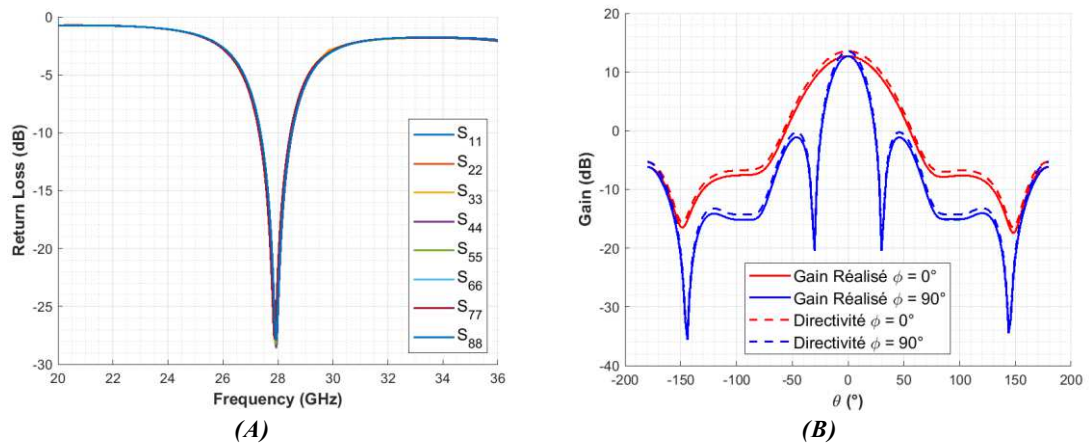 0
-5
-10
-15
-20
-25
-30
20 22 24 26 28 30 32 34 36
Return Loss (dB)
Frequency (GHz)
S11
S22
S33
S44
S55
S66
S77
S88
(A)
20
10
0
-10
-20
-30
-40
-200 -150 -100 -50 0 50 100 150 200
Gain (dB)
θ (°)
Gain Réalisé ϕ = 0°
Gain Réalisé ϕ = 90°
Directivité ϕ = 0°
Directivité ϕ = 90°
(B)